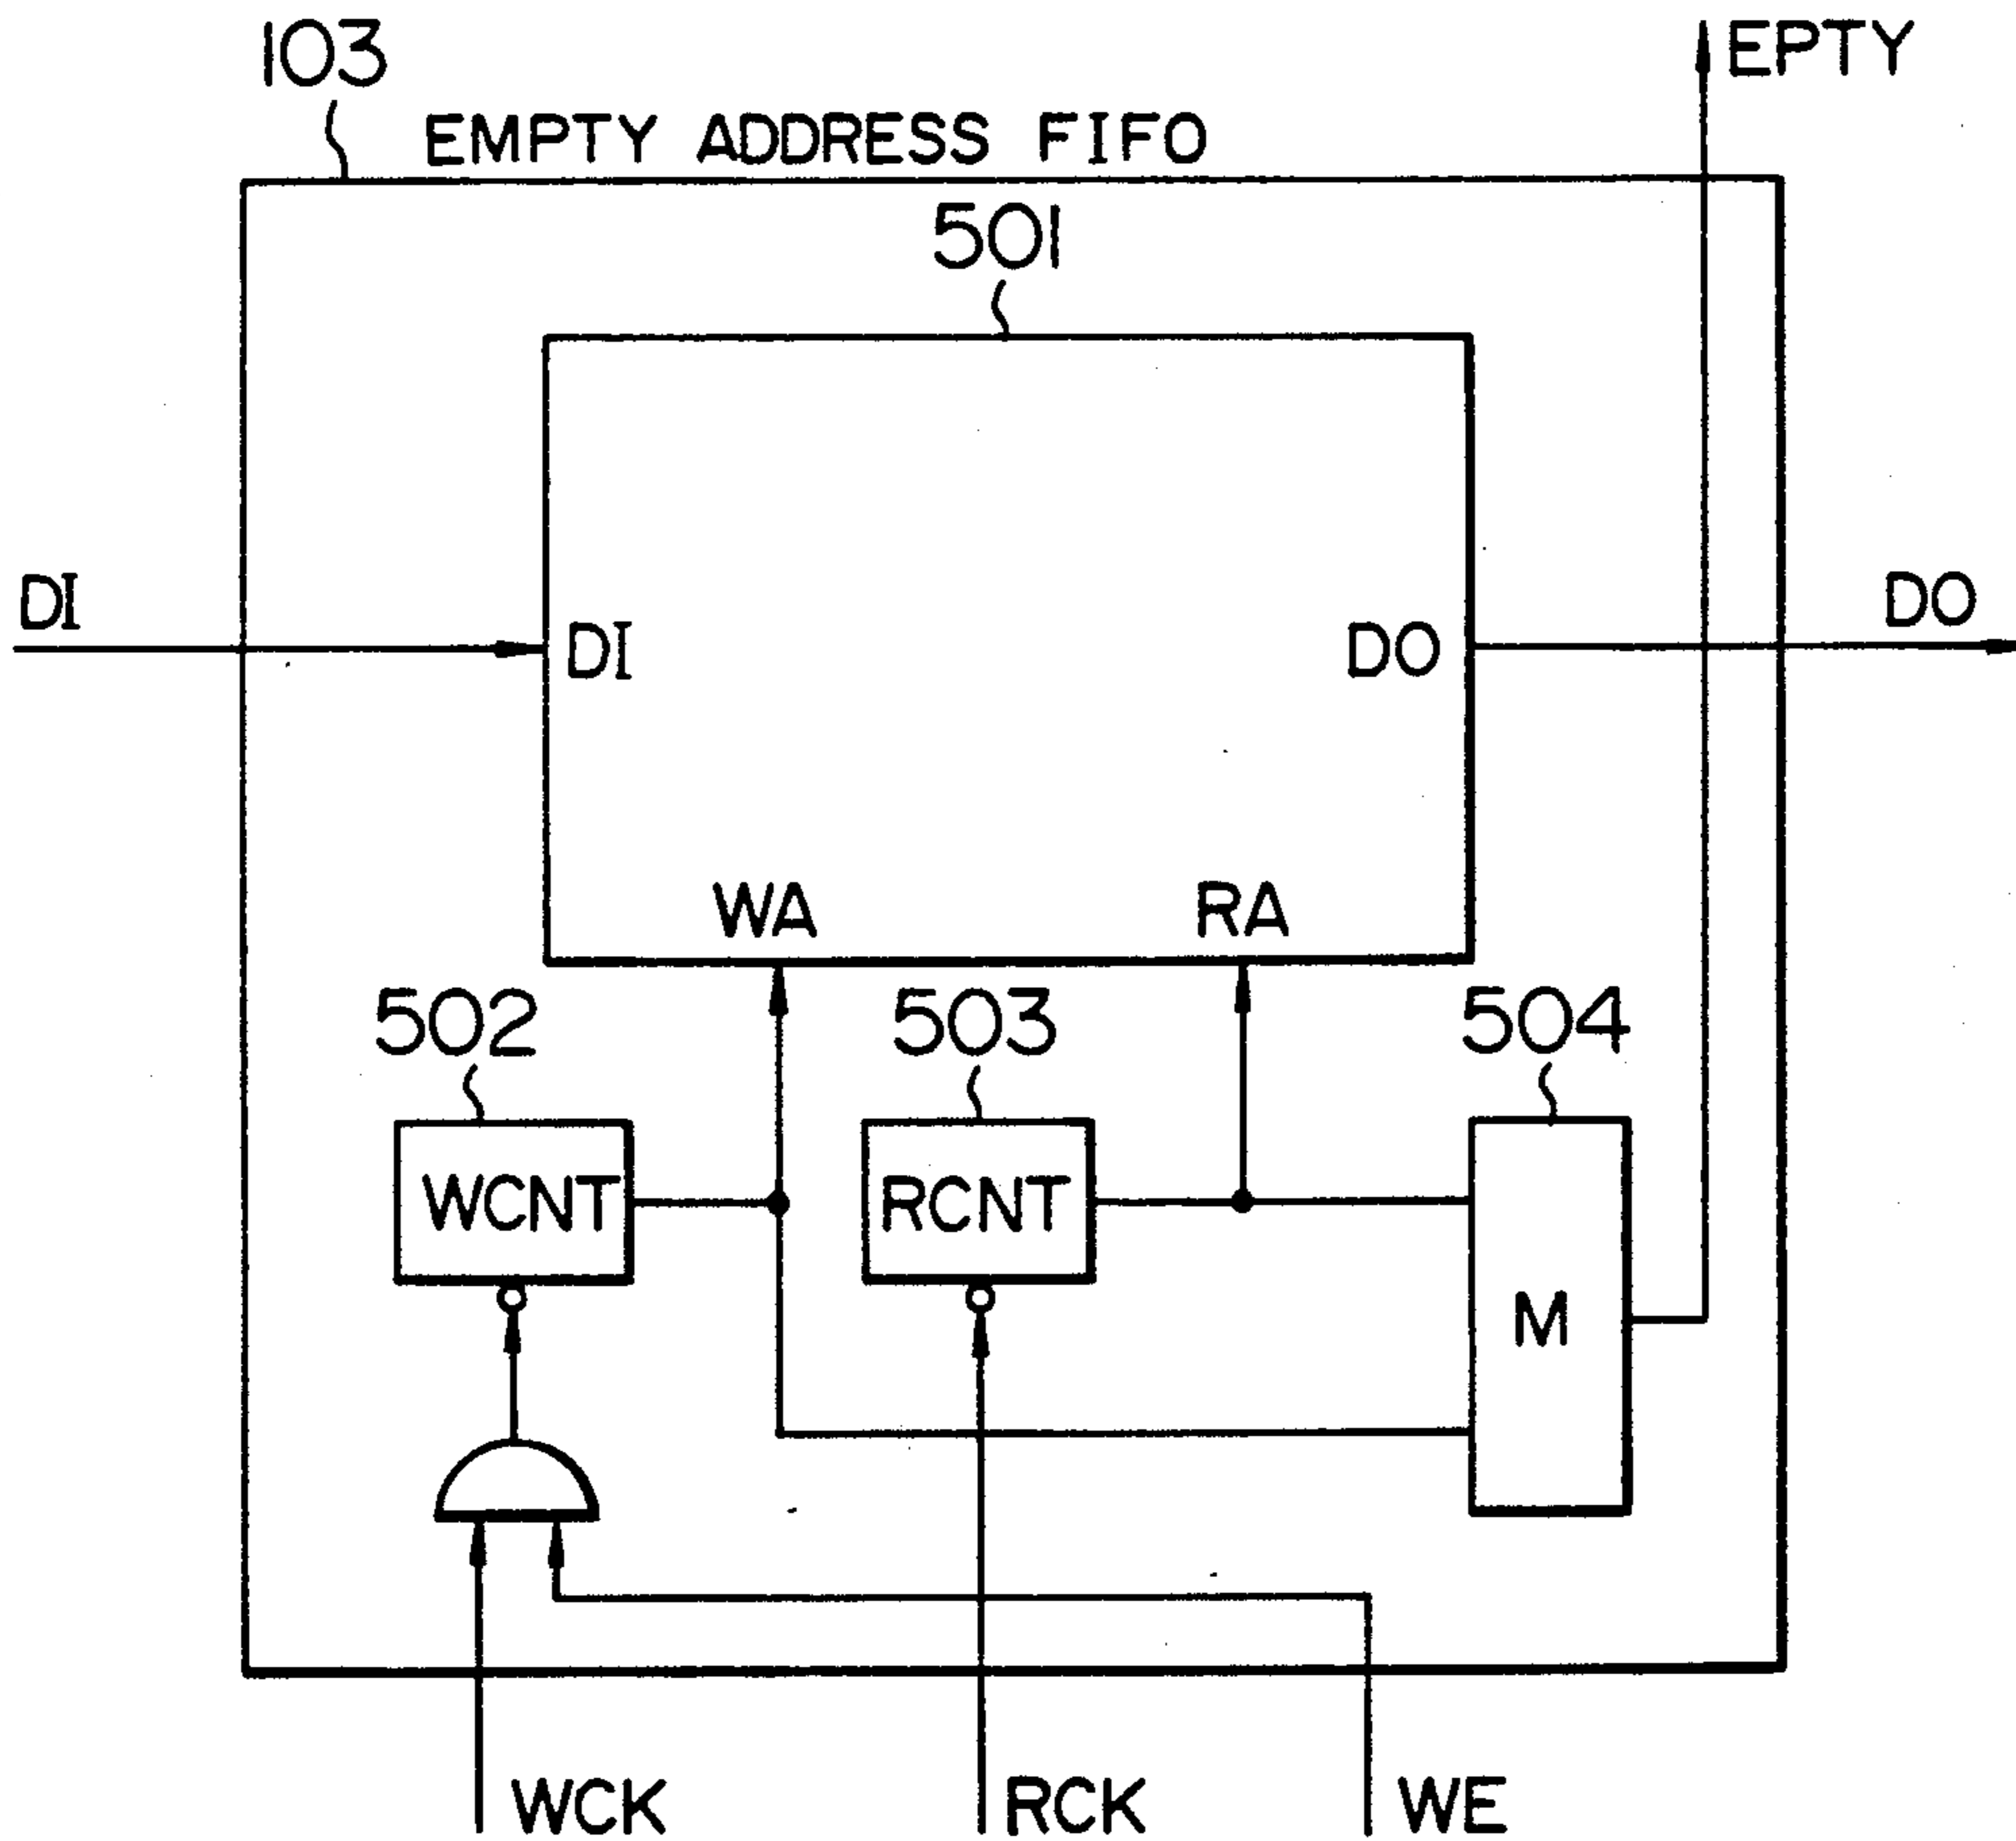 103
EPTY
EMPTY ADDRESS FIFO
501
DI
DO
DI
DO
WA
RA
502
503
504
WCNT
RCNT
M
WCK
RCK
WE